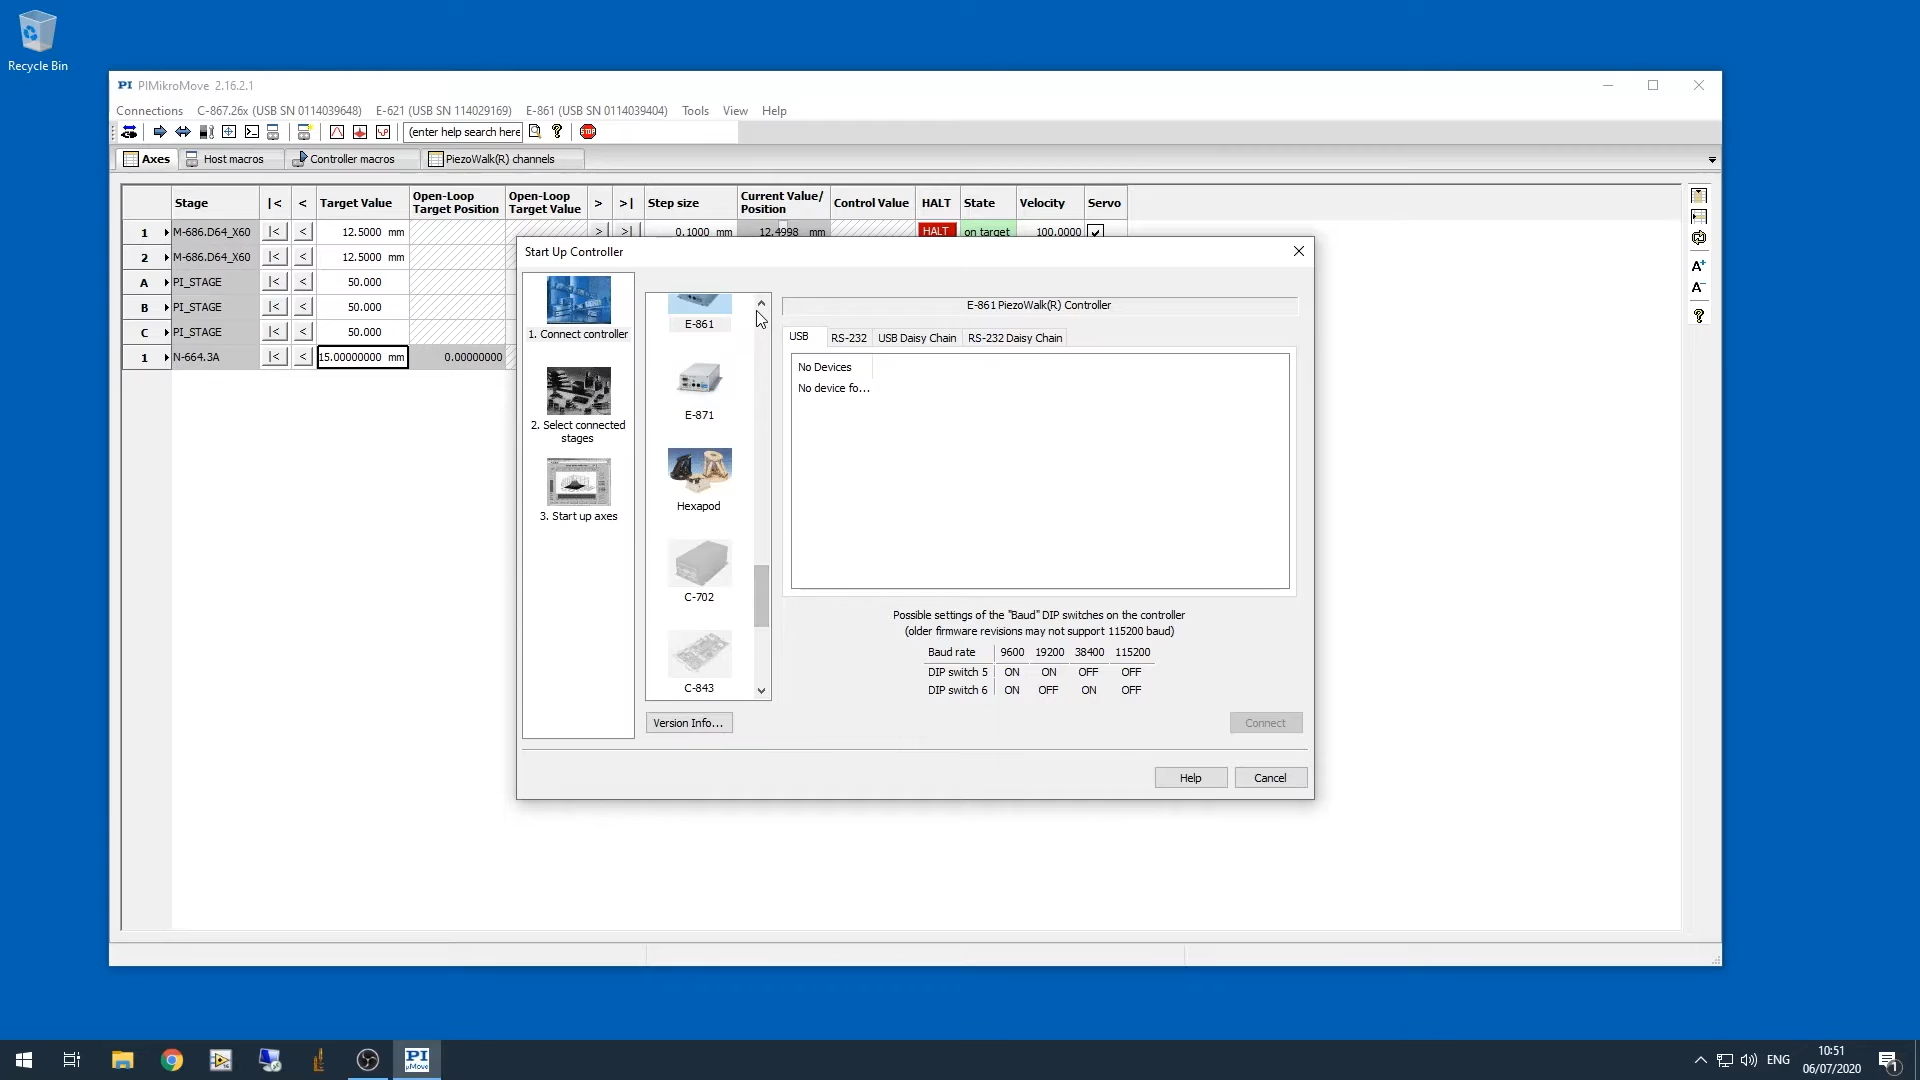 Recycle Bin
PI PIMikroMove 2.16.2.1
Connections C-867.26x (USB SN 0114039648) E-621 (USB SN 114029169) E-861 (USB SN 0114039404) Tools View Help
(enter help search here STOP
Axes Host macros Controller macros PiezoWalk(R) channels
Stage |< < Target Value Open-Loop Target Position Open-Loop Target Value > >| Step size Current Value/ Position Control Value HALT State Velocity Servo
1 M-686.D64_X60 |< < 12.5000 mm > >| 0.1000 mm 12.4998 mm HALT on target 100.0000
2 M-686.D64_X60 |< < 12.5000 mm
A PI_STAGE |< < 50.000
B PI_STAGE |< < 50.000
C PI_STAGE |< < 50.000
1 N-664.3A |< < 15.00000000 mm 0.00000000
A+
A-
Start Up Controller
1. Connect controller
2. Select connected
stages
3. Start up axes
E-861
E-871
Hexapod
C-702
C-843
Version Info...
E-861 PiezoWalk(R) Controller
USB RS-232 USB Daisy Chain RS-232 Daisy Chain
No Devices
No device fo...
Possible settings of the "Baud" DIP switches on the controller
(older firmware revisions may not support 115200 baud)
Baud rate 9600 19200 38400 115200
DIP switch 5 ON ON OFF OFF
DIP switch 6 ON OFF ON OFF
Connect
Help Cancel
PI
µMove
ENG
10:51
06/07/2020
1